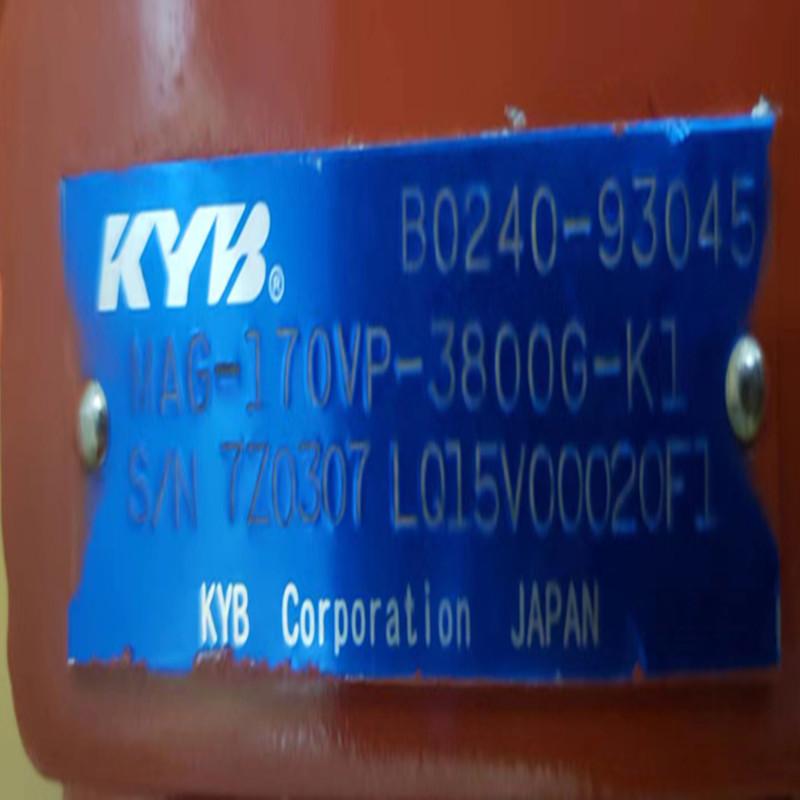 KYB® B0240-93045
MAG-170VP-3800G-K1
S/N 7Z0307 LQ15V00020F1
KYB Corporation JAPAN